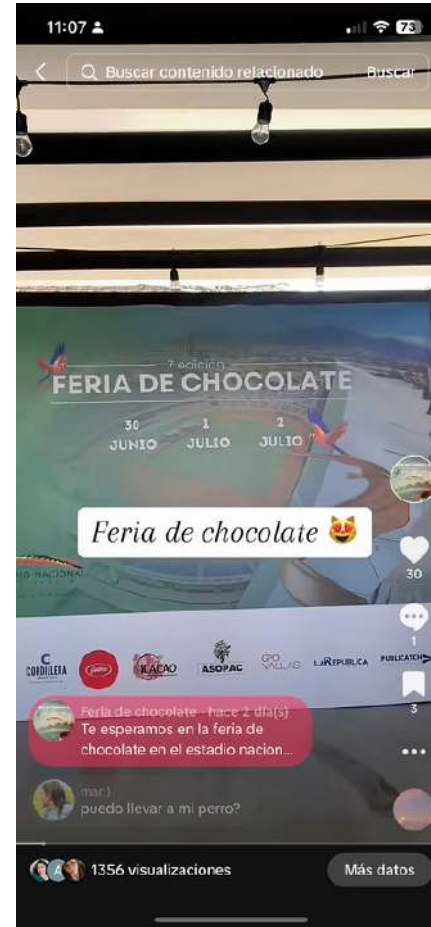 11:07
73
Buscar contenido relacionado
Buscar
7 edición
FERIA DE CHOCOLATE
30 1 2
JUNIO JULIO JULIO
Feria de chocolate 😻
30
1
CORDILLERA
KACAO
ASOPAC
GPO VALLAS
LA REPUBLICA
3
Feria de chocolate · hace 2 día(s)
Te esperamos en la feria de
chocolate en el estadio nacion...
mar:)
puedo llevar a mi perro?
1356 visualizaciones
Más datos